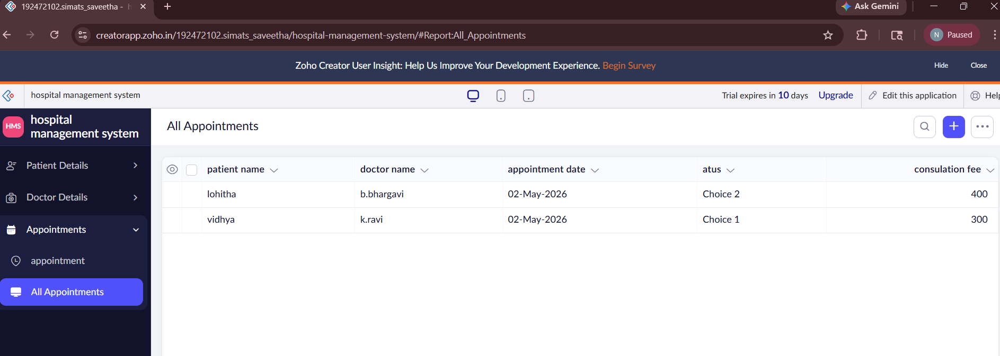 192472102.simats_saveetha - h
Ask Gemini
creatorapp.zoho.in/192472102.simats_saveetha/hospital-management-system/#Report:All_Appointments
N Paused
Zoho Creator User Insight: Help Us Improve Your Development Experience. Begin Survey
Hide Close
hospital management system
Trial expires in 10 days Upgrade Edit this application Help
HMS
hospital
management system
All Appointments
Patient Details
Doctor Details
Appointments
appointment
All Appointments
patient name doctor name appointment date atus consulation fee
lohitha b.bhargavi 02-May-2026 Choice 2 400
vidhya k.ravi 02-May-2026 Choice 1 300